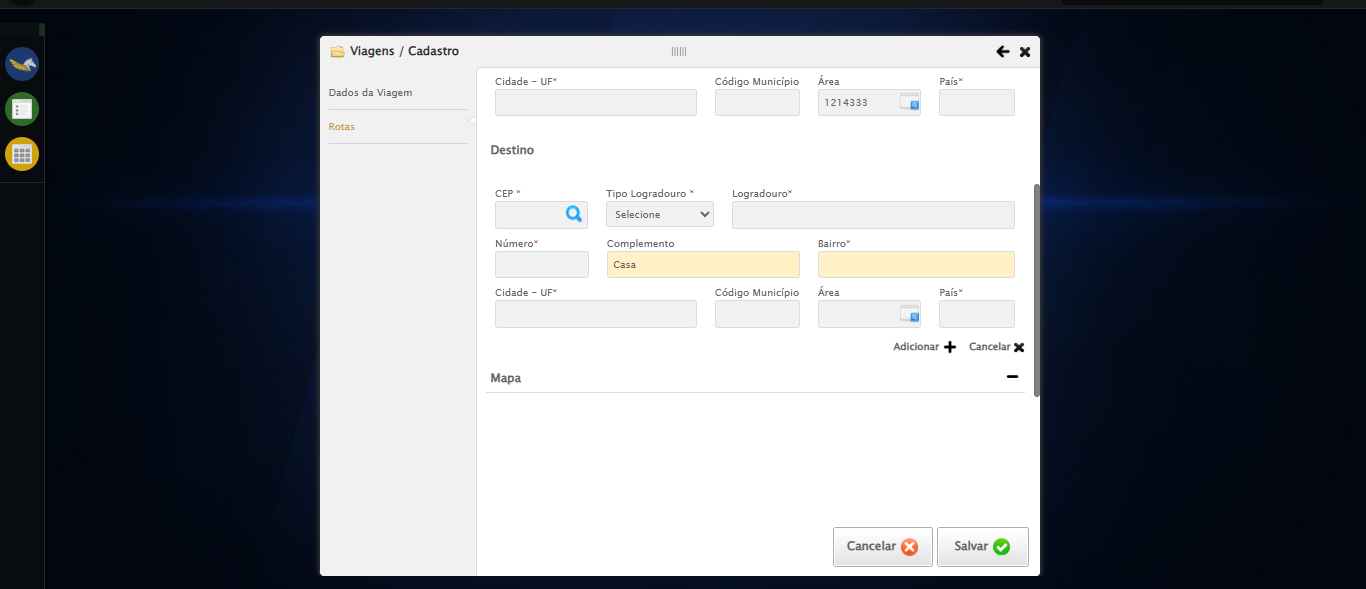 Viagens / Cadastro
Dados da Viagem
Rotas
Cidade – UF* Código Município Área País*
1214333
Destino
CEP * Tipo Logradouro * Logradouro*
Selecione
Número* Complemento Bairro*
Casa
Cidade – UF* Código Município Área País*
Adicionar Cancelar
Mapa
Cancelar Salvar